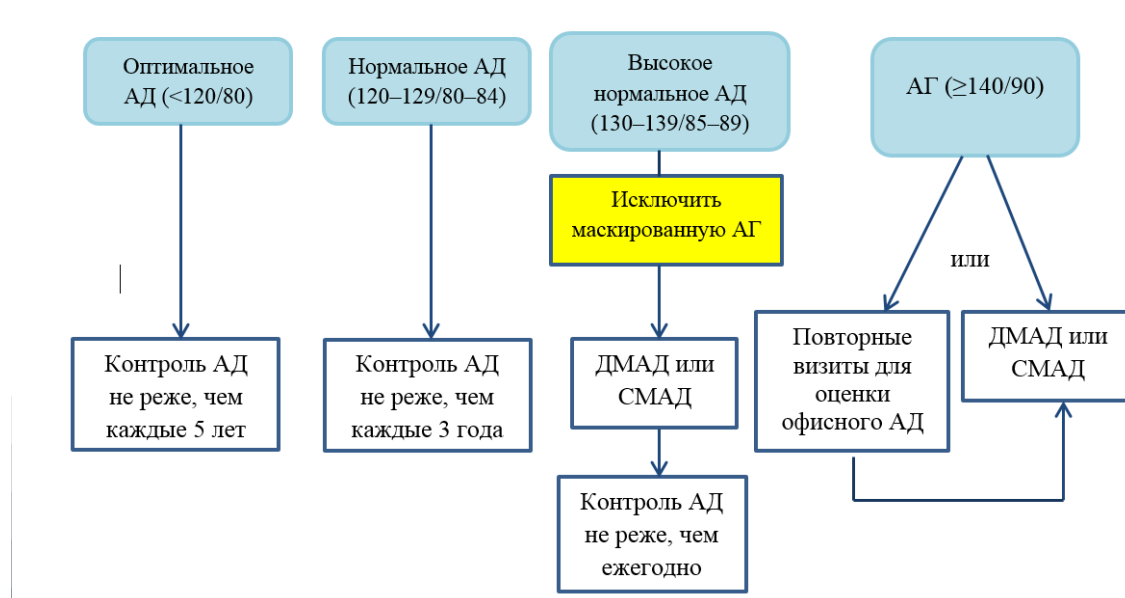 Оптимальное
АД (<120/80)
Контроль АД
не реже, чем
каждые 5 лет
Нормальное АД
(120–129/80–84)
Контроль АД
не реже, чем
каждые 3 года
Высокое
нормальное АД
(130–139/85–89)
Исключить
маскированную АГ
ДМАД или
СМАД
Контроль АД
не реже, чем
ежегодно
АГ (≥140/90)
или
Повторные
визиты для
оценки
офисного АД
ДМАД или
СМАД